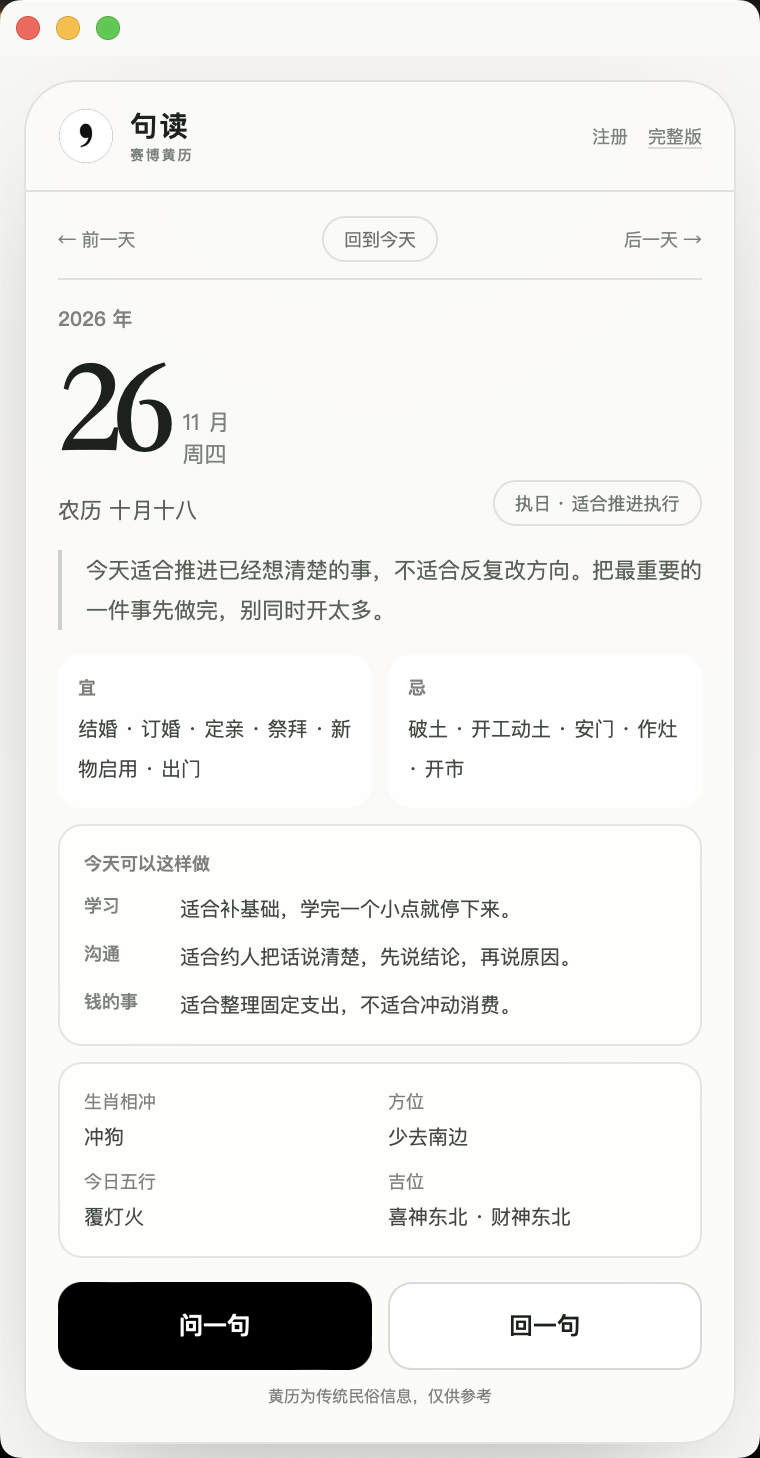 句读
赛博黄历
注册 完整版
← 前一天 回到今天 后一天 →
2026 年
26
11 月
周四
农历 十月十八
执日 · 适合推进执行
今天适合推进已经想清楚的事，不适合反复改方向。把最重要的
一件事先做完，别同时开太多。
宜
结婚 · 订婚 · 定亲 · 祭拜 · 新
物启用 · 出门
忌
破土 · 开工动土 · 安门 · 作灶
· 开市
今天可以这样做
学习 适合补基础，学完一个小点就停下来。
沟通 适合约人把话说清楚，先说结论，再说原因。
钱的事 适合整理固定支出，不适合冲动消费。
生肖相冲
冲狗
方位
少去南边
今日五行
覆灯火
吉位
喜神东北 · 财神东北
问一句
回一句
黄历为传统民俗信息，仅供参考